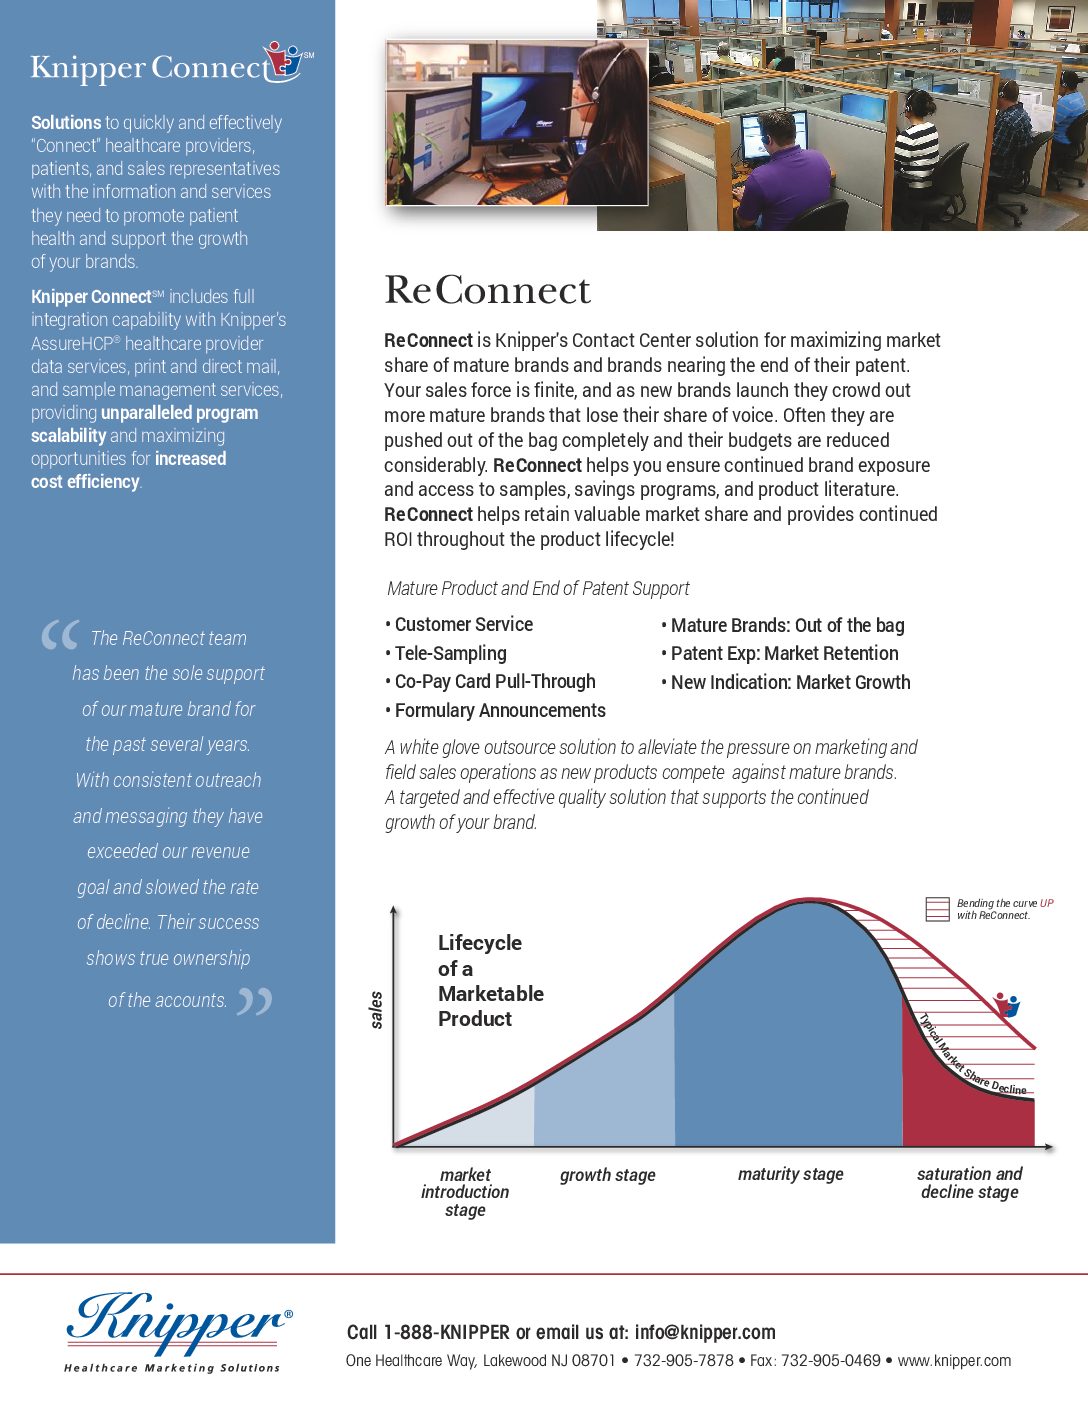 Knipper Connect SM
Solutions to quickly and effectively
"Connect" healthcare providers,
patients, and sales representatives
with the information and services
they need to promote patient
health and support the growth
of your brands.
Knipper Connect SM includes full
integration capability with Knipper's
AssureHCP® healthcare provider
data services, print and direct mail,
and sample management services,
providing unparalleled program
scalability and maximizing
opportunities for increased
cost efficiency.
“ The ReConnect team
has been the sole support
of our mature brand for
the past several years.
With consistent outreach
and messaging they have
exceeded our revenue
goal and slowed the rate
of decline. Their success
shows true ownership
of the accounts. ”
ReConnect
ReConnect is Knipper's Contact Center solution for maximizing market
share of mature brands and brands nearing the end of their patent.
Your sales force is finite, and as new brands launch they crowd out
more mature brands that lose their share of voice. Often they are
pushed out of the bag completely and their budgets are reduced
considerably. ReConnect helps you ensure continued brand exposure
and access to samples, savings programs, and product literature.
ReConnect helps retain valuable market share and provides continued
ROI throughout the product lifecycle!
Mature Product and End of Patent Support
• Customer Service
• Tele-Sampling
• Co-Pay Card Pull-Through
• Formulary Announcements
• Mature Brands: Out of the bag
• Patent Exp: Market Retention
• New Indication: Market Growth
A white glove outsource solution to alleviate the pressure on marketing and
field sales operations as new products compete against mature brands.
A targeted and effective quality solution that supports the continued
growth of your brand.
Bending the curve UP
with ReConnect.
Lifecycle
of a
Marketable
Product
sales
Typical Market Share Decline
market
introduction
stage
growth stage
maturity stage
saturation and
decline stage
Knipper®
Healthcare Marketing Solutions
Call 1-888-KNIPPER or email us at: info@knipper.com
One Healthcare Way, Lakewood NJ 08701 • 732-905-7878 • Fax: 732-905-0469 • www.knipper.com